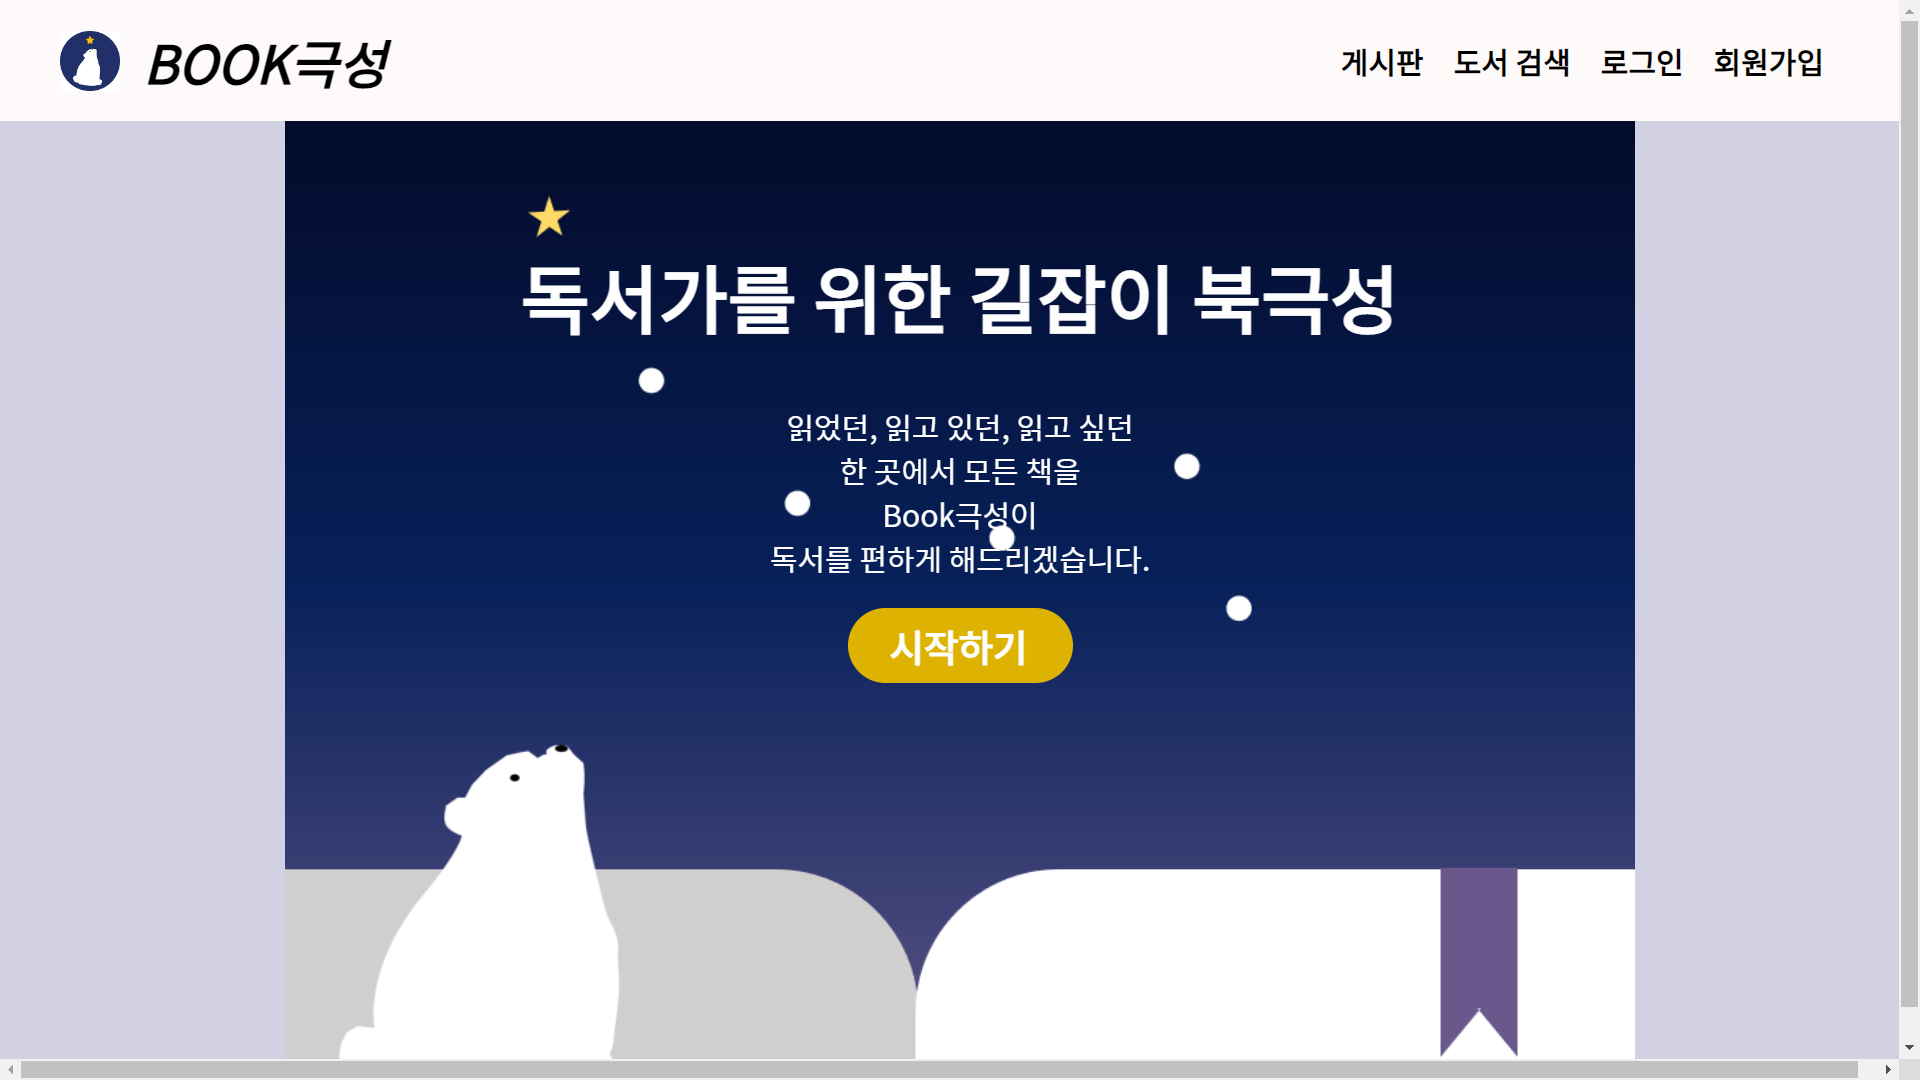 BOOK극성
게시판 도서 검색 로그인 회원가입
독서가를 위한 길잡이 북극성
읽었던, 읽고 있던, 읽고 싶던
한 곳에서 모든 책을
Book극성이
독서를 편하게 해드리겠습니다.
시작하기